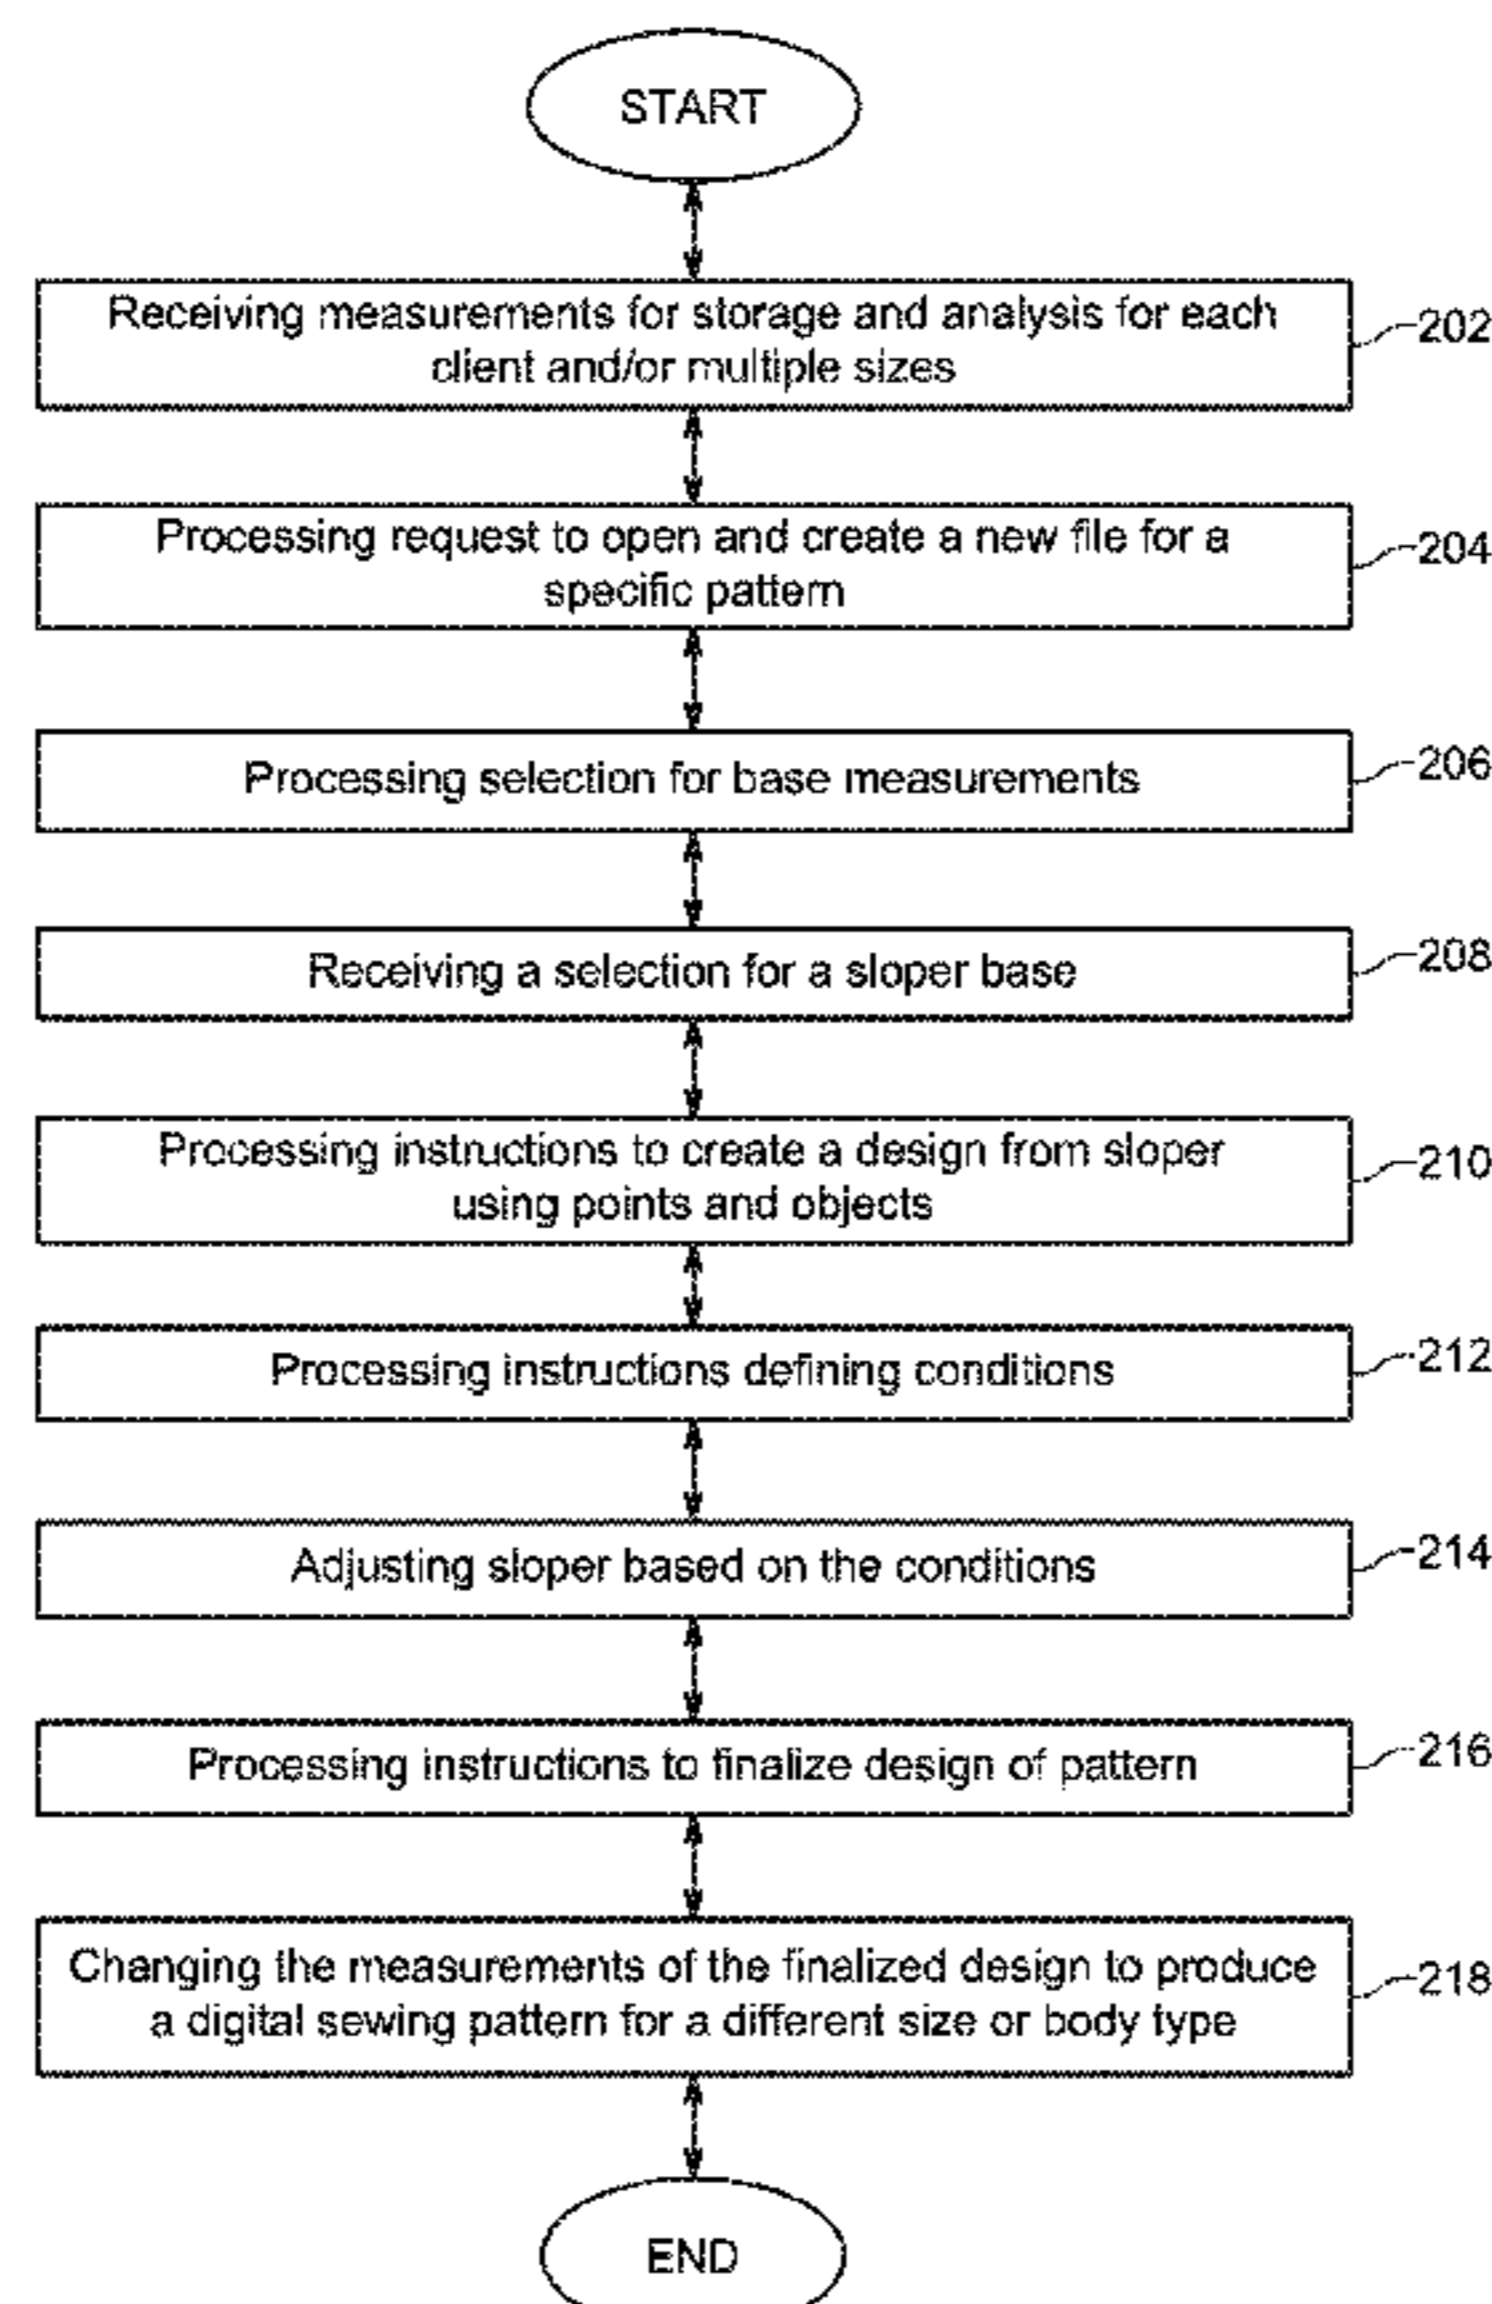 START
Receiving measurements for storage and analysis for each
client and/or multiple sizes
202
Processing request to open and create a new file for a
specific pattern
204
Processing selection for base measurements
206
Receiving a selection for a sloper base
208
Processing instructions to create a design from sloper
using points and objects
210
Processing instructions defining conditions
212
Adjusting sloper based on the conditions
214
Processing instructions to finalize design of pattern
216
Changing the measurements of the finalized design to produce
a digital sewing pattern for a different size or body type
218
END